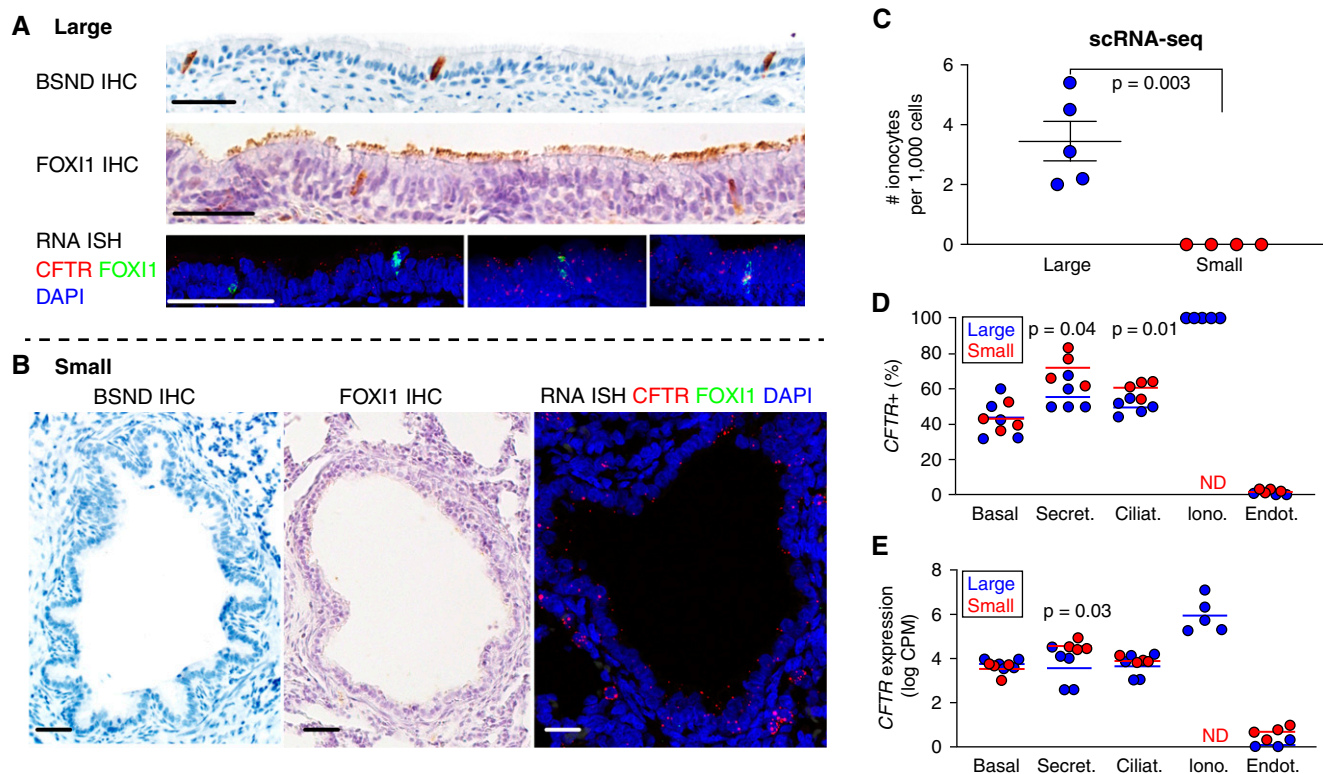 A Large
BSND IHC
FOXI1 IHC
RNA ISH
CFTR FOXI1
DAPI
B Small
BSND IHC
FOXI1 IHC
RNA ISH CFTR FOXI1 DAPI
C
scRNA-seq
# ionocytes
per 1,000 cells
6
4
2
0
p = 0.003
Large
Small
D
CFTR+ (%)
100
80
60
40
20
0
Large
Small
p = 0.04
p = 0.01
ND
Basal
Secret.
Ciliat.
Iono.
Endot.
E
CFTR expression
(log CPM)
8
6
4
2
0
Large
Small
p = 0.03
ND
Basal
Secret.
Ciliat.
Iono.
Endot.